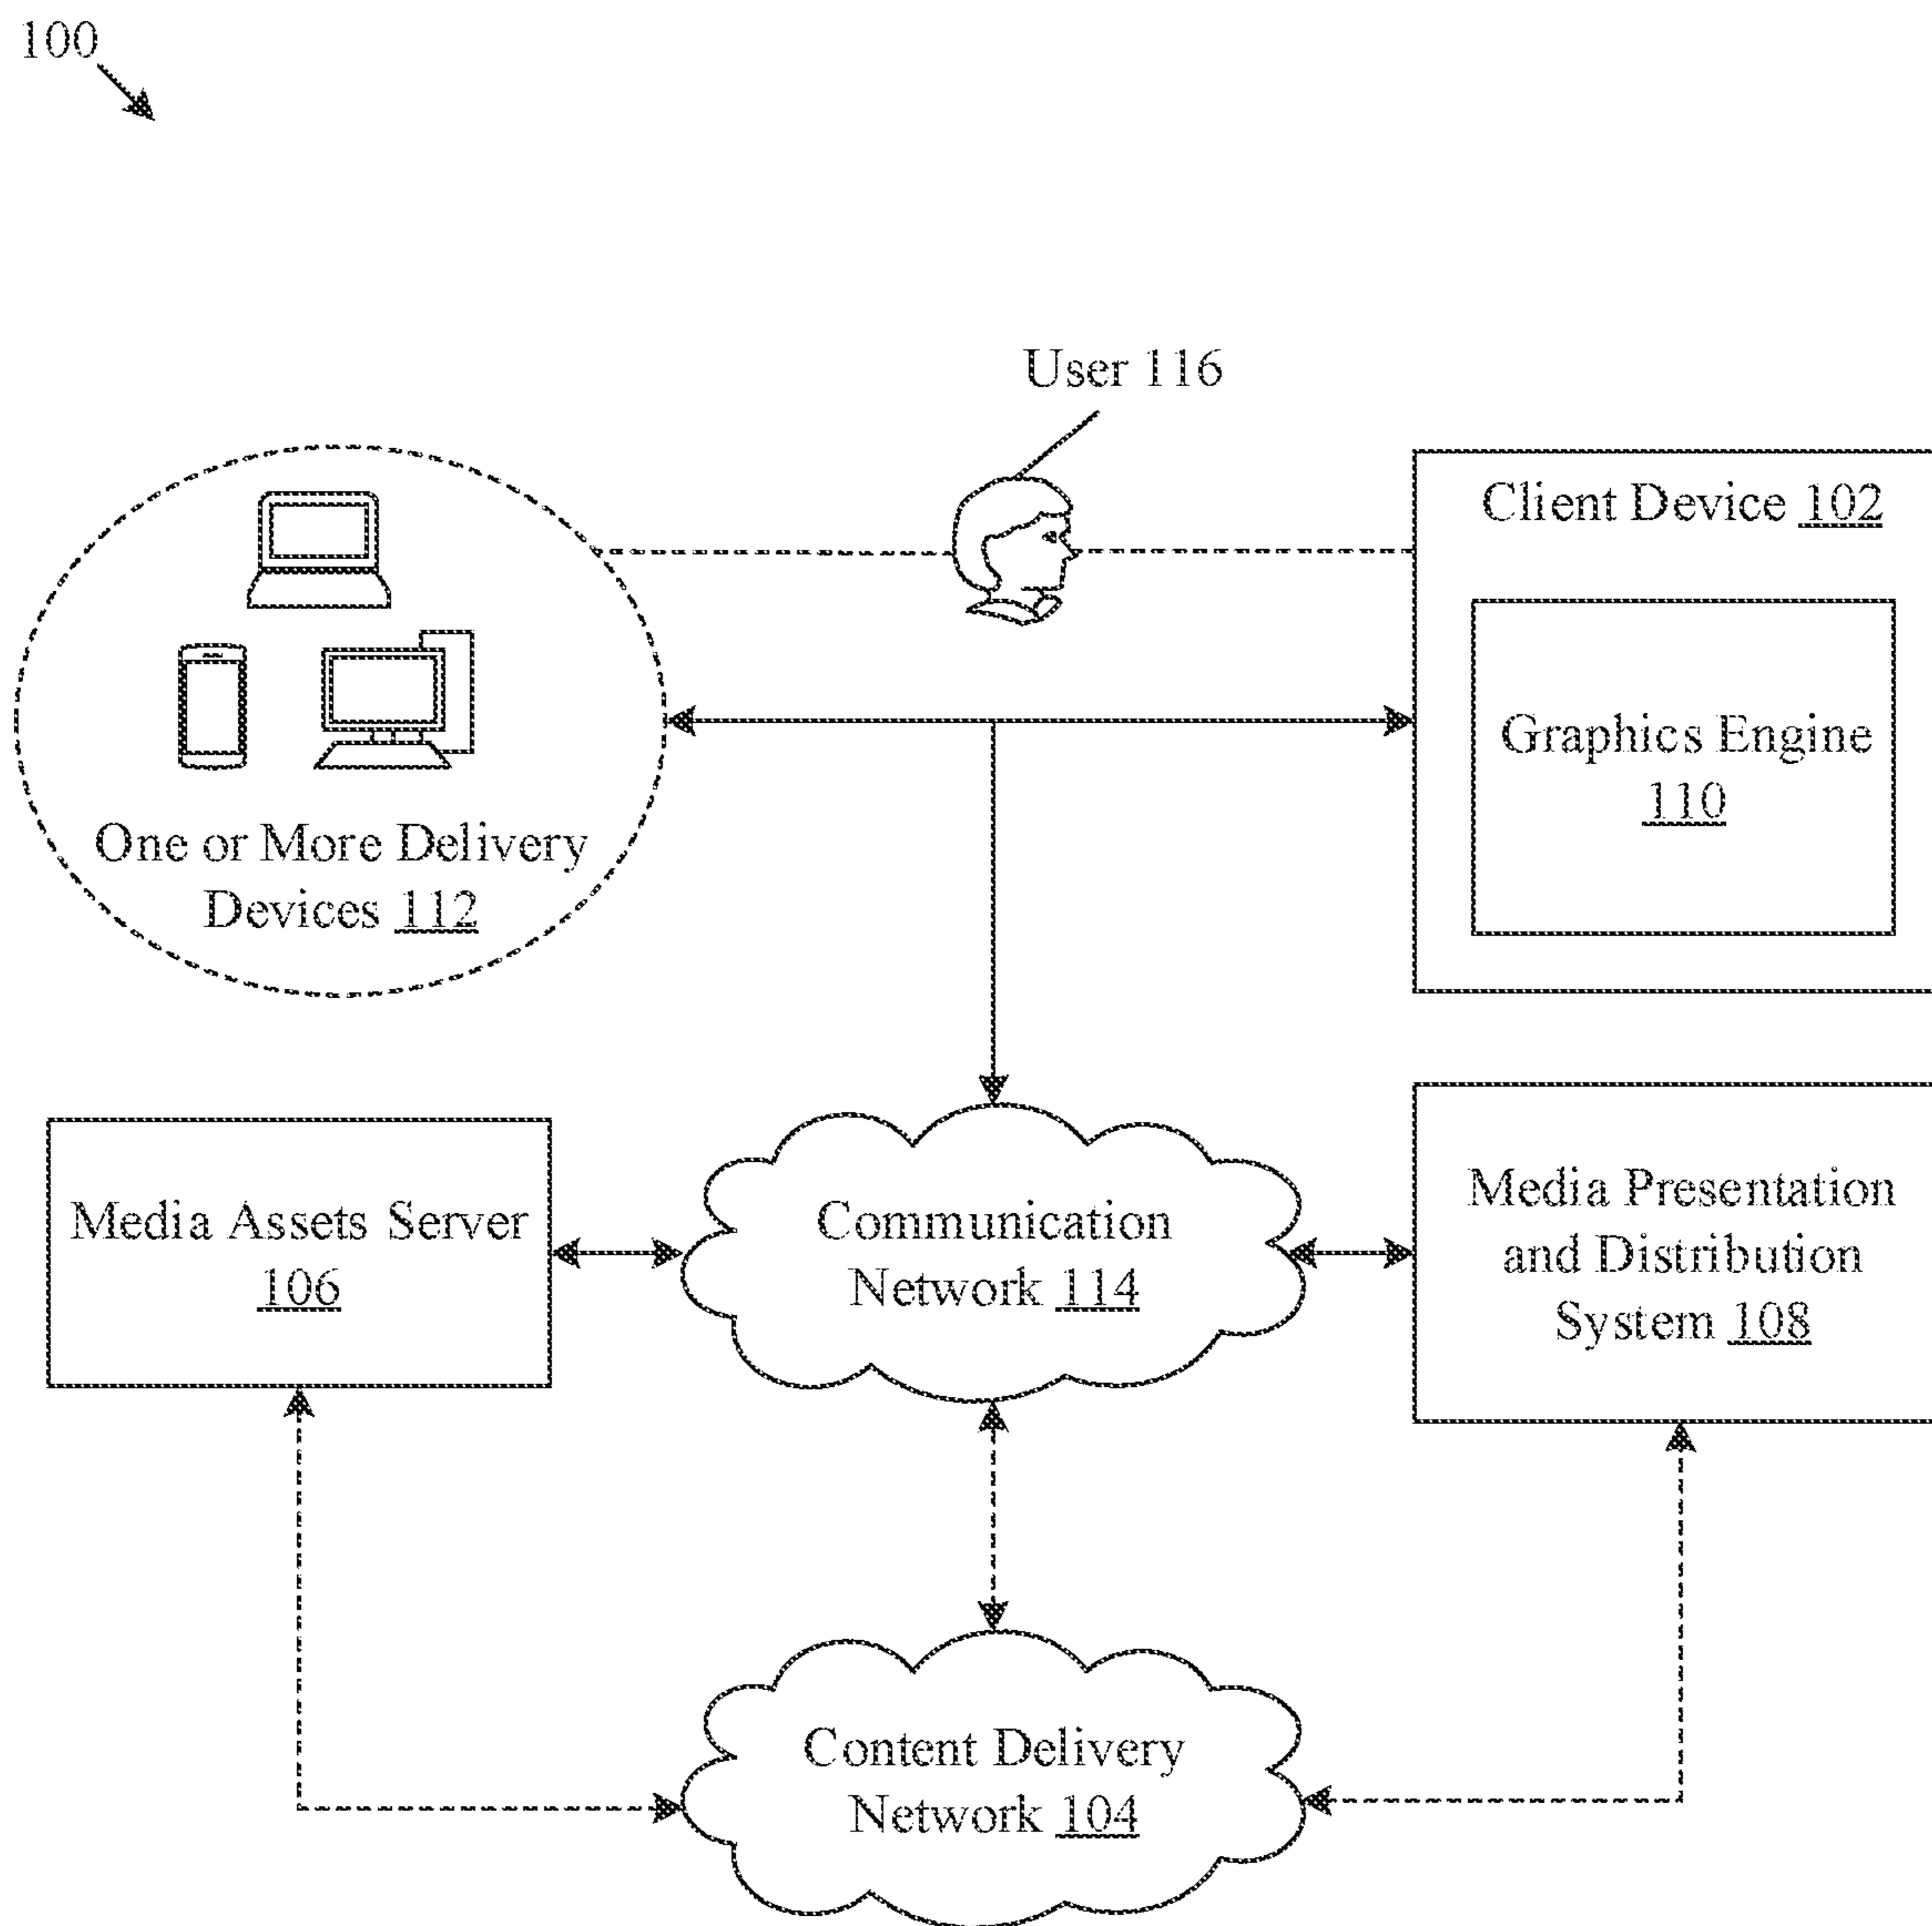 100
User 116
Client Device 102
Graphics Engine
110
One or More Delivery
Devices 112
Media Assets Server
106
Communication
Network 114
Media Presentation
and Distribution
System 108
Content Delivery
Network 104